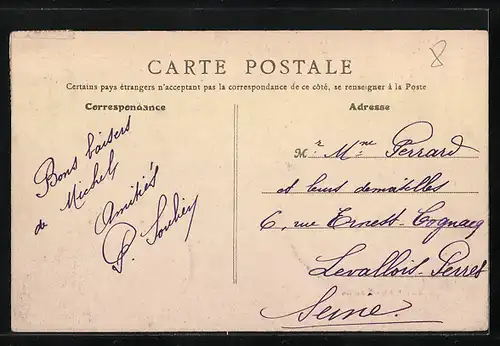 8
CARTE POSTALE
Certains pays étrangers n'acceptant pas la correspondance de ce côté, se renseigner à la Poste
Correspondance
Adresse
Bons baisers
de Michel
Amitiés
P.
Mr Mme Perrard
et leurs demoiselles
6, rue Ernest-Cognacq
Levallois-Perret
Seine.